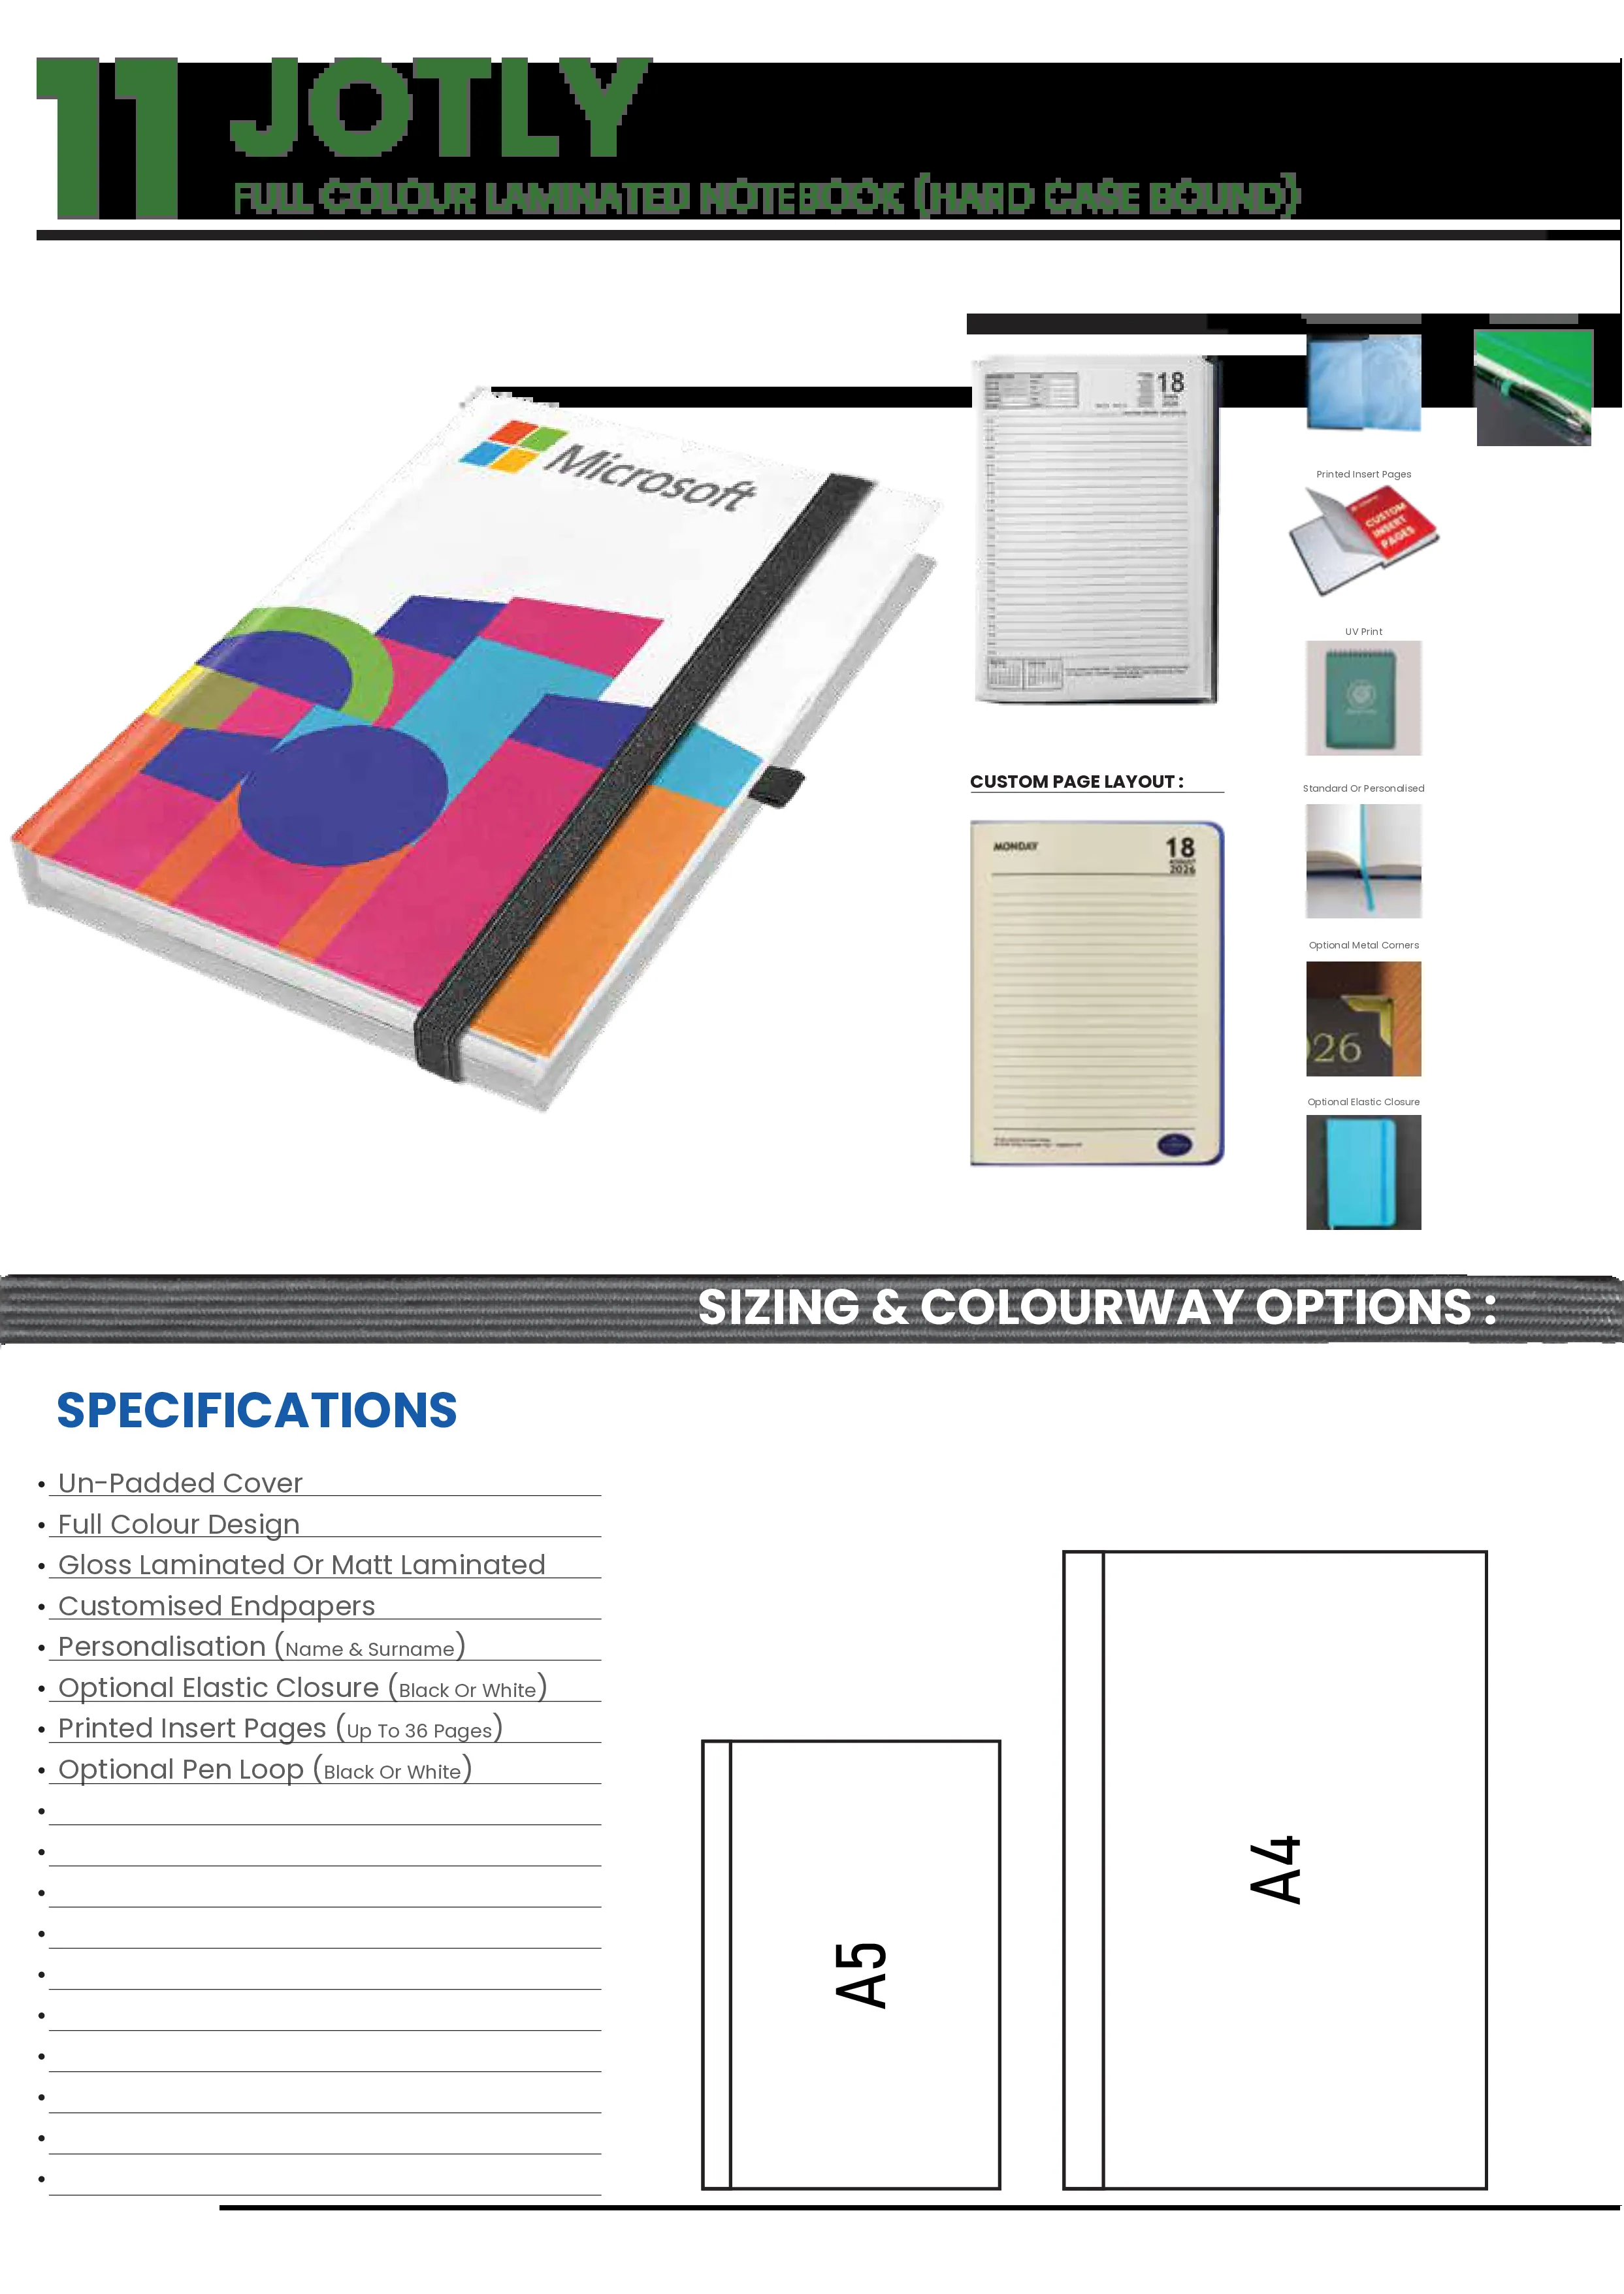 11 JOTLY
FULL COLOUR LAMINATED NOTEBOOK (HARD CASE BOUND)
Microsoft
18
2026
Printed Insert Pages
CUSTOM
INSERT
PAGES
UV Print
CUSTOM PAGE LAYOUT :
MONDAY
18
AUGUST
2026
Standard Or Personalised
Optional Metal Corners
026
Optional Elastic Closure
SIZING & COLOURWAY OPTIONS :
SPECIFICATIONS
• Un-Padded Cover
• Full Colour Design
• Gloss Laminated Or Matt Laminated
• Customised Endpapers
• Personalisation (Name & Surname)
• Optional Elastic Closure (Black Or White)
• Printed Insert Pages (Up To 36 Pages)
• Optional Pen Loop (Black Or White)
A5
A4